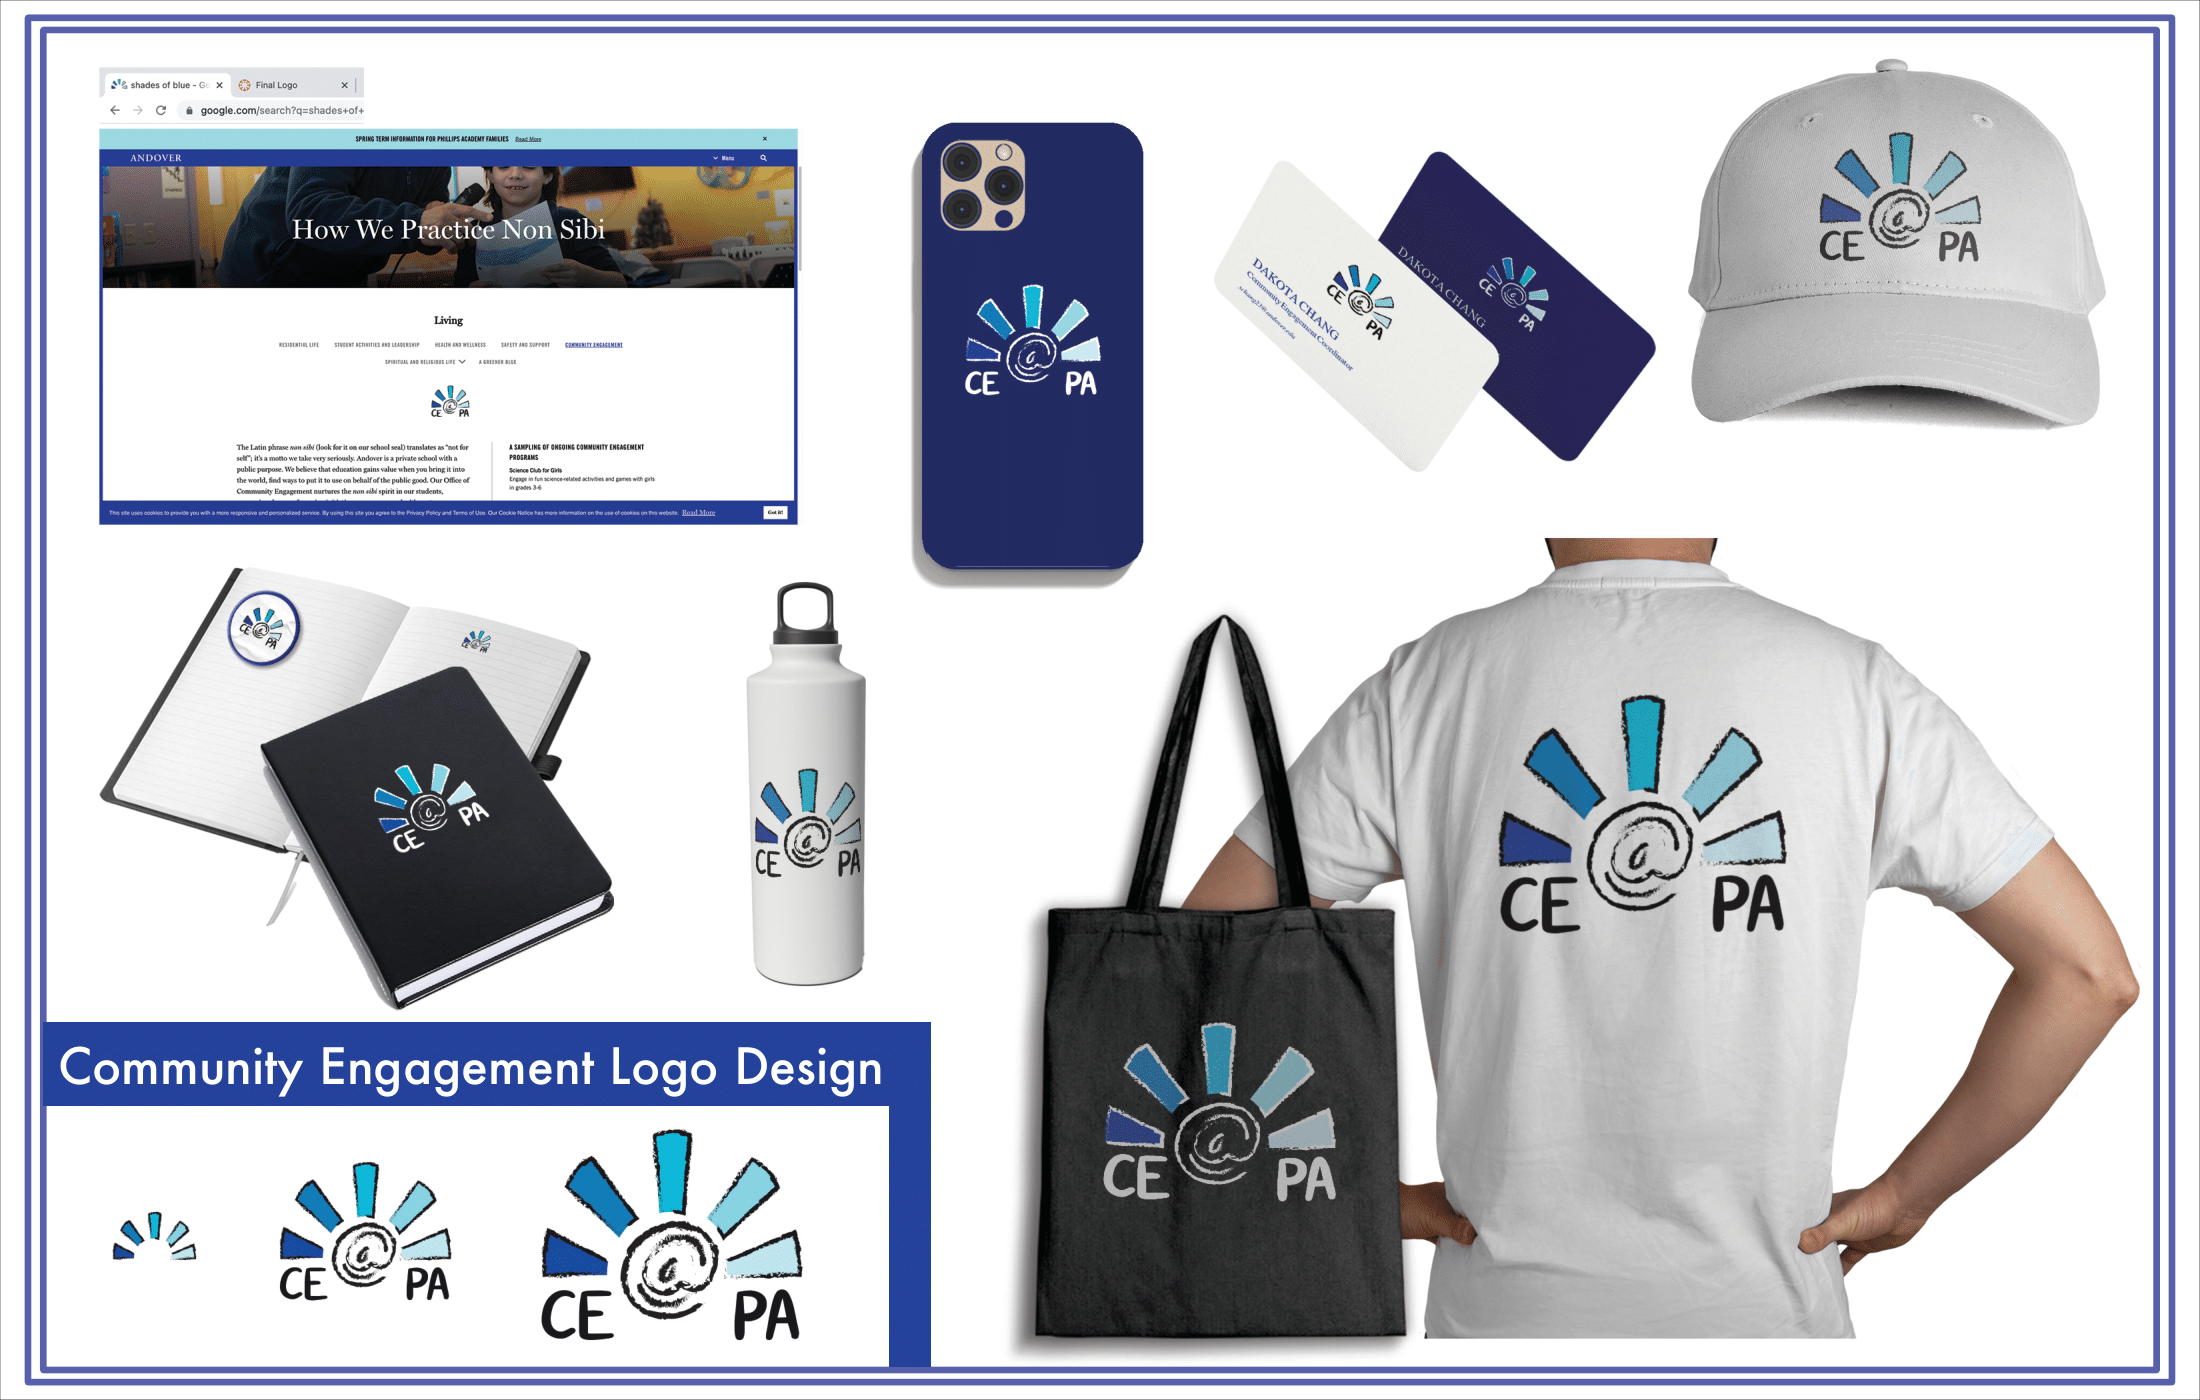 shades of blue - Go
Final Logo
google.com/search?q=shades+of+
SPRING TERM INFORMATION FOR PHILLIPS ACADEMY FAMILIES Read More
ANDOVER
Menu
How We Practice Non Sibi
Living
RESIDENTIAL LIFE STUDENT ACTIVITIES AND LEADERSHIP HEALTH AND WELLNESS SAFETY AND SUPPORT COMMUNITY ENGAGEMENT
SPIRITUAL AND RELIGIOUS LIFE A GREENER BLUE
CE @ PA
The Latin phrase non sibi (look for it on our school seal) translates as "not for
self"; it's a motto we take very seriously. Andover is a private school with a
public purpose. We believe that education gains value when you bring it into
the world, find ways to put it to use on behalf of the public good. Our Office of
Community Engagement nurtures the non sibi spirit in our students,
A SAMPLING OF ONGOING COMMUNITY ENGAGEMENT
PROGRAMS
Science Club for Girls
Engage in fun science-related activities and games with girls
in grades 3-6
This site uses cookies to provide you with a more responsive and personalized service. By using this site you agree to the Privacy Policy and Terms of Use. Our Cookie Notice has more information on the use of cookies on this website. Read More
Got it!
CE @ PA
DAKOTA CHANG
Community Engagement Coordinator
CE @ PA
DAKOTA CHANG
CE @ PA
CE @ PA
CE @ PA
CE @ PA
CE @ PA
CE @ PA
CE @ PA
CE @ PA
Community Engagement Logo Design
CE @ PA
CE @ PA